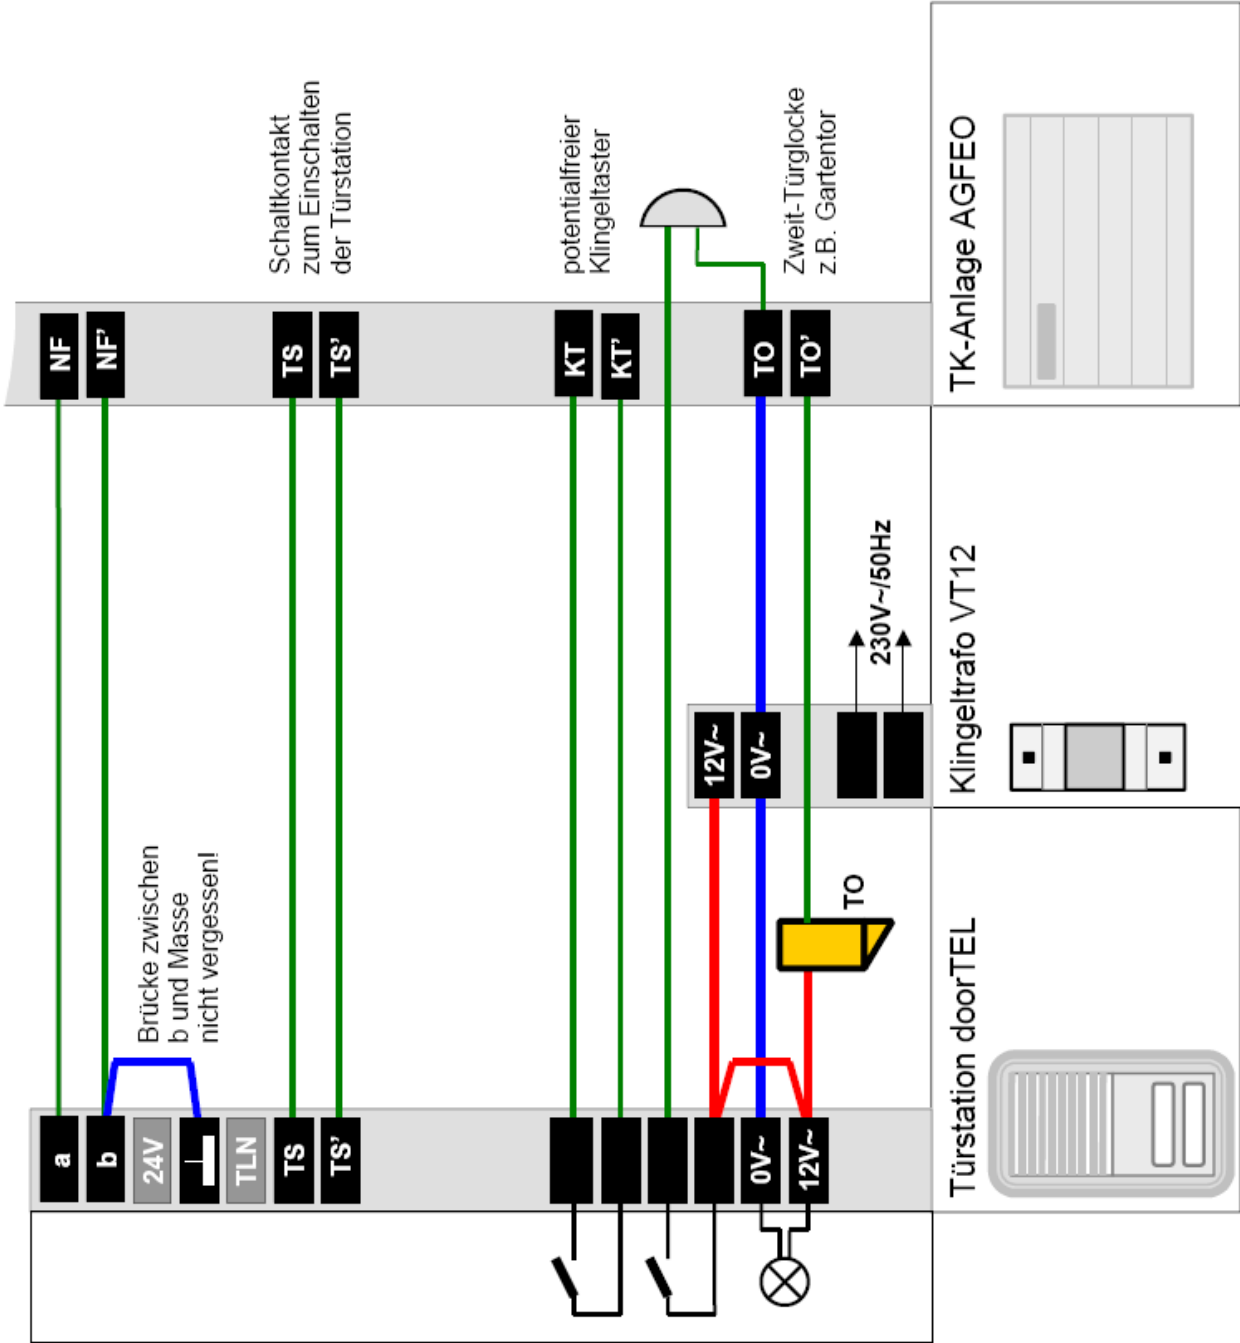 NF
NF'
TS
TS'
KT
KT'
TO
TO'
Schaltkontakt
zum Einschalten
der Türstation
potentialfreier
Klingeltaster
Zweit-Türglocke
z.B. Gartentor
TK-Anlage AGFEO
12V~
0V~
230V~/50Hz
Klingeltrafo VT12
Brücke zwischen
b und Masse
nicht vergessen!
TO
a
b
24V
TLN
TS
TS'
0V~
12V~
Türstation doorTEL